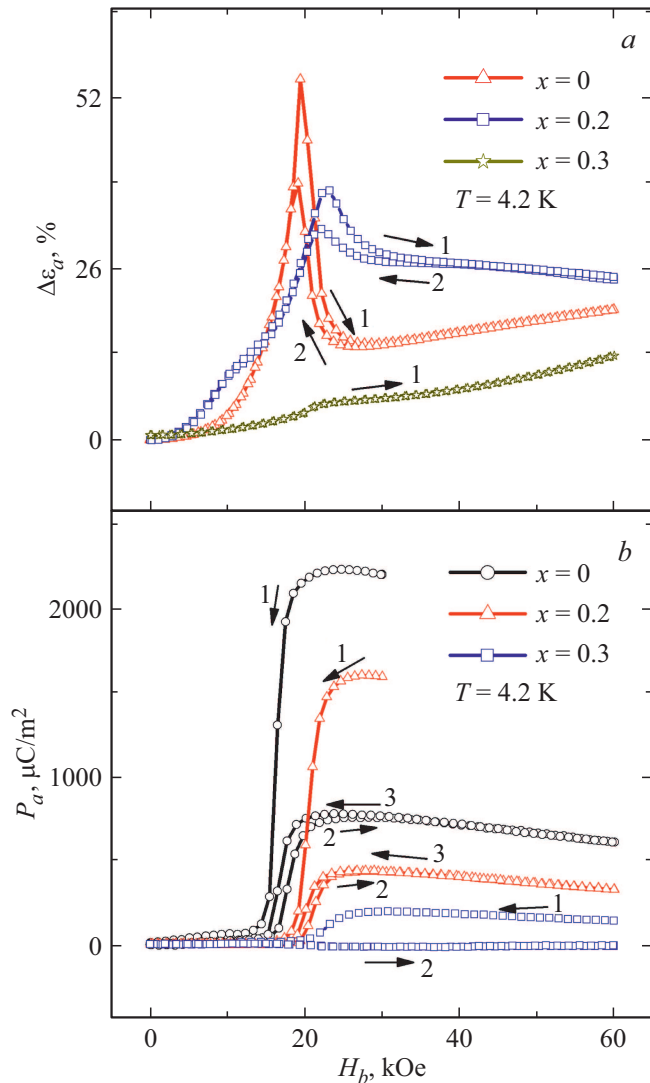 a
x = 0
x = 0.2
x = 0.3
T = 4.2 K
52
26
0
Δε_a, %
1
2
1
2
1
b
x = 0
x = 0.2
x = 0.3
T = 4.2 K
2000
1000
0
P_a, μC/m²
1
1
3
2
3
2
1
2
0
20
40
60
H_b, kOe